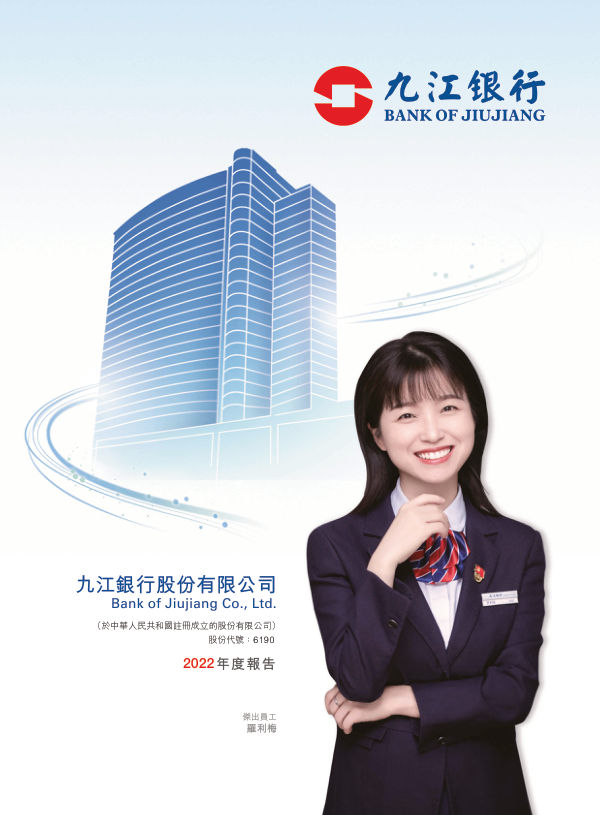 九江銀行
BANK OF JIUJIANG
九江銀行股份有限公司
Bank of Jiujiang Co., Ltd.
（於中華人民共和國註冊成立的股份有限公司）
股份代號：6190
2022年度報告
傑出員工
羅利梅